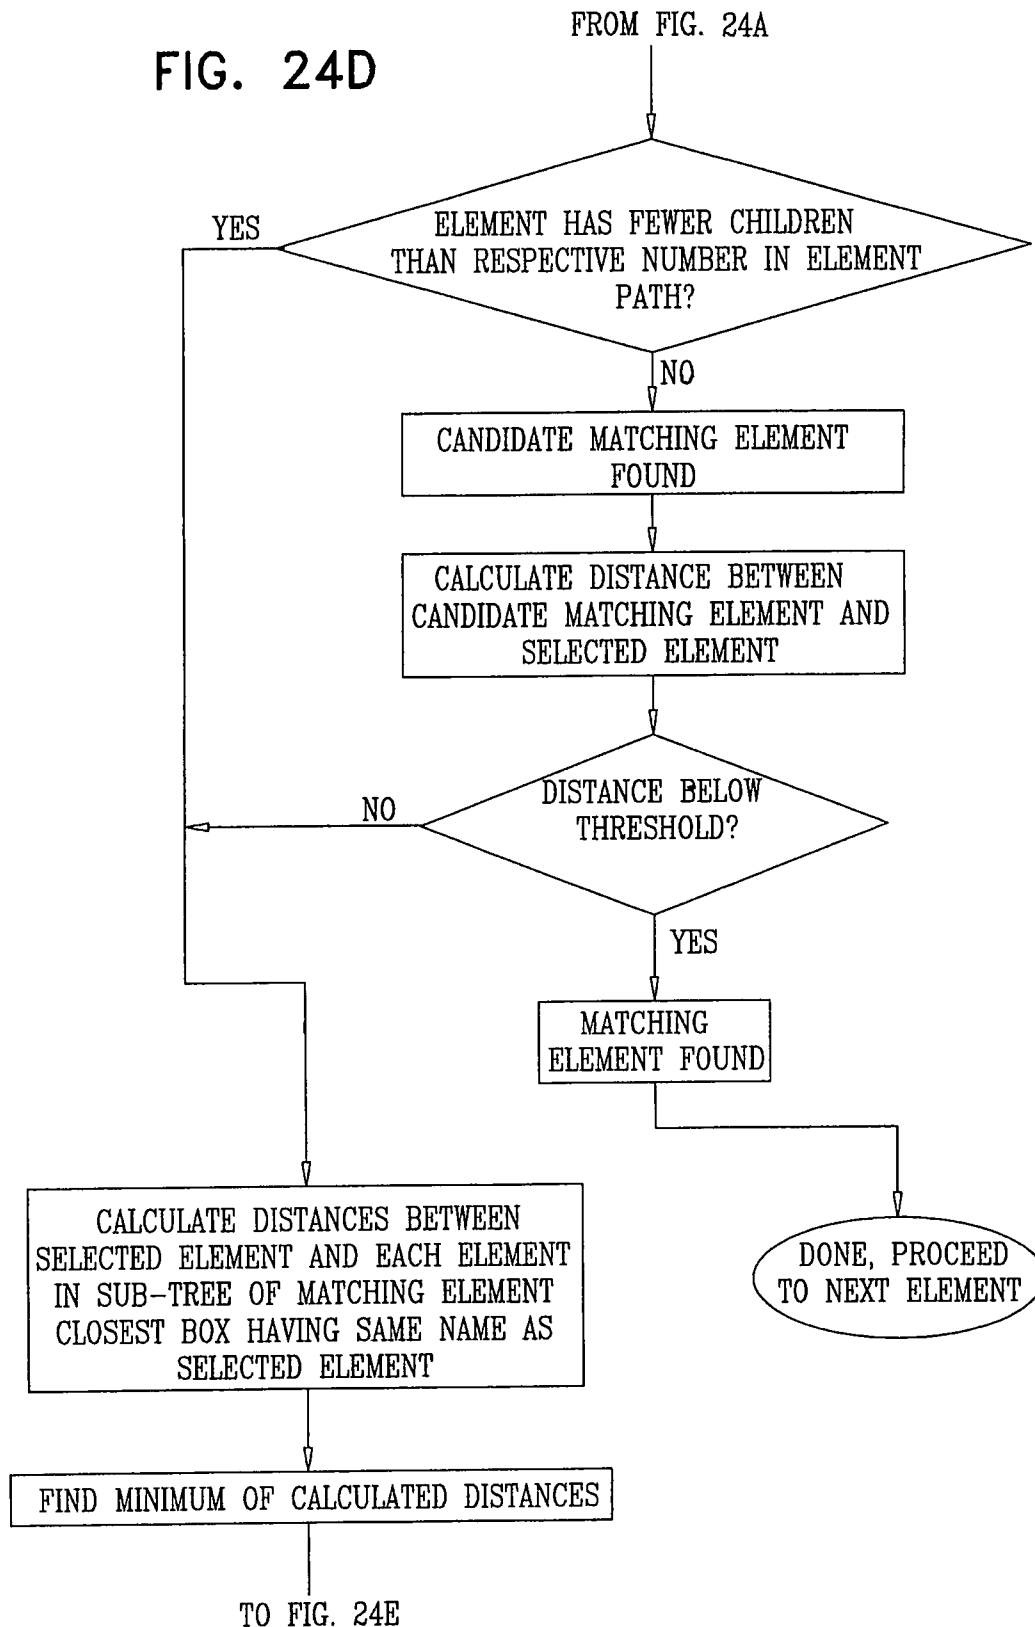 FROM FIG. 24A
FIG. 24D
YES
ELEMENT HAS FEWER CHILDREN
THAN RESPECTIVE NUMBER IN ELEMENT
PATH?
NO
CANDIDATE MATCHING ELEMENT
FOUND
CALCULATE DISTANCE BETWEEN
CANDIDATE MATCHING ELEMENT AND
SELECTED ELEMENT
DISTANCE BELOW
THRESHOLD?
NO
YES
MATCHING
ELEMENT FOUND
CALCULATE DISTANCES BETWEEN
SELECTED ELEMENT AND EACH ELEMENT
IN SUB-TREE OF MATCHING ELEMENT
CLOSEST BOX HAVING SAME NAME AS
SELECTED ELEMENT
DONE, PROCEED
TO NEXT ELEMENT
FIND MINIMUM OF CALCULATED DISTANCES
TO FIG. 24E